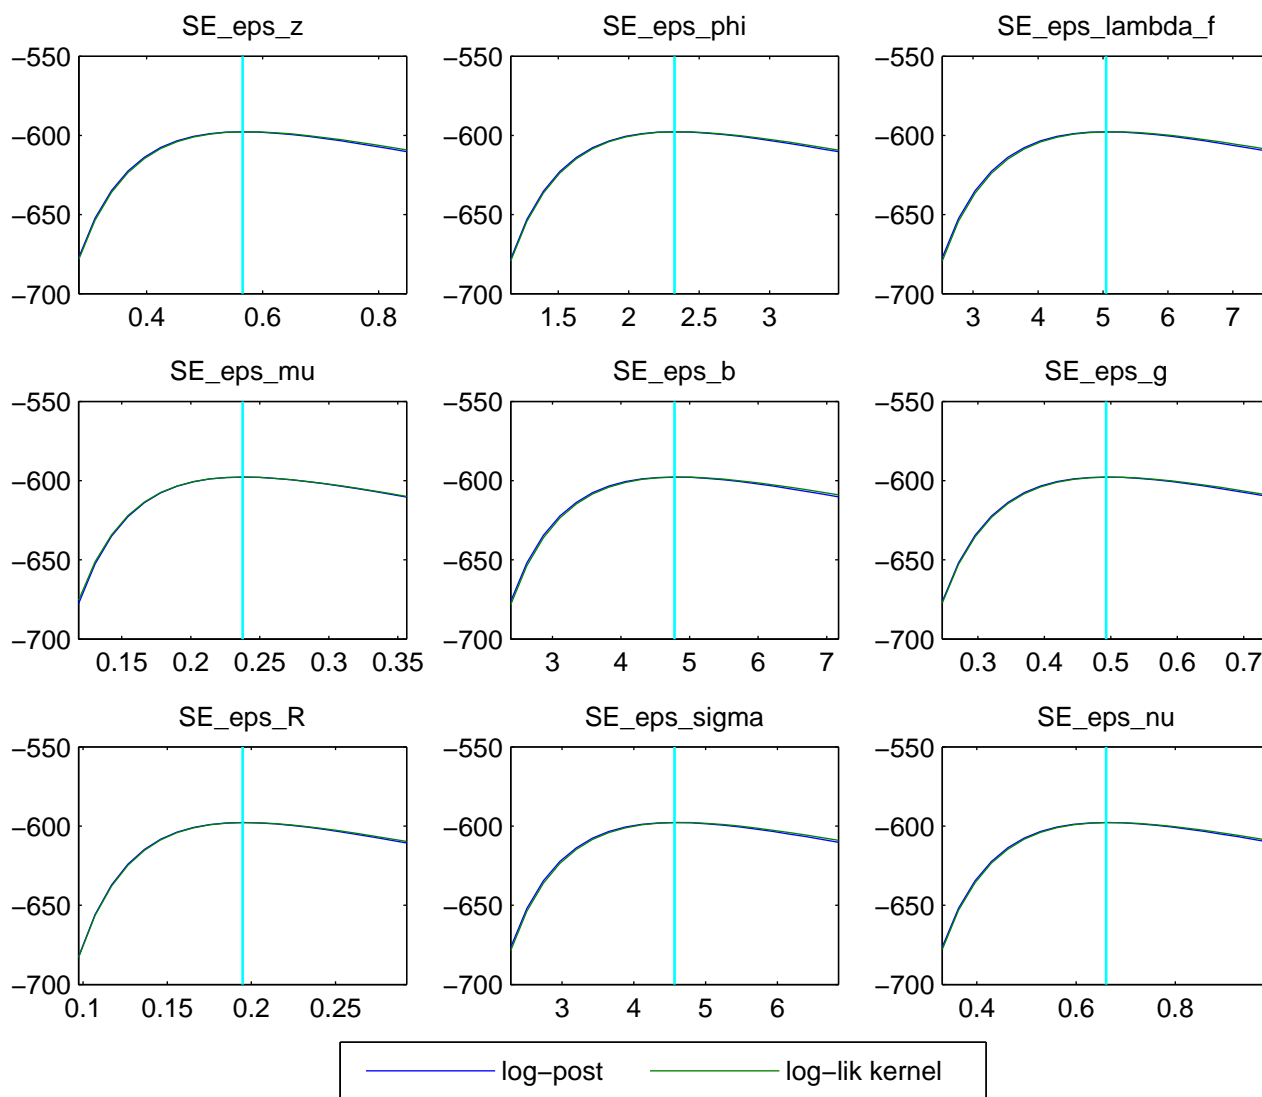 SE_eps_z
SE_eps_phi
SE_eps_lambda_f
−550
−600
−650
−700
0.4 0.6 0.8
−550
−600
−650
−700
1.5 2 2.5 3
−550
−600
−650
−700
3 4 5 6 7
SE_eps_mu
SE_eps_b
SE_eps_g
−550
−600
−650
−700
0.15 0.2 0.25 0.3 0.35
−550
−600
−650
−700
3 4 5 6 7
−550
−600
−650
−700
0.3 0.4 0.5 0.6 0.7
SE_eps_R
SE_eps_sigma
SE_eps_nu
−550
−600
−650
−700
0.1 0.15 0.2 0.25
−550
−600
−650
−700
3 4 5 6
−550
−600
−650
−700
0.4 0.6 0.8
log−post log−lik kernel